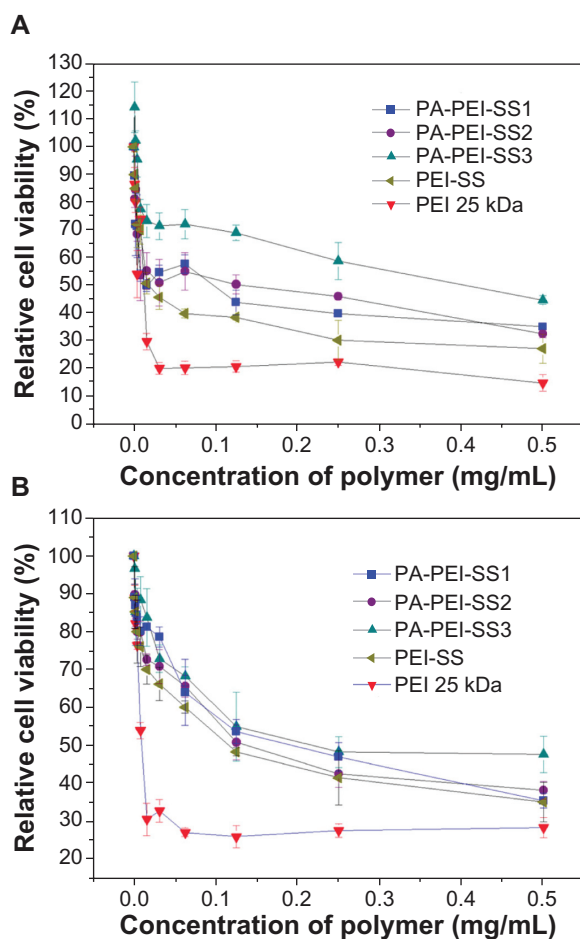 A
Relative cell viability (%)
130
120
110
100
90
80
70
60
50
40
30
20
10
0
PA-PEI-SS1
PA-PEI-SS2
PA-PEI-SS3
PEI-SS
PEI 25 kDa
0.0 0.1 0.2 0.3 0.4 0.5
Concentration of polymer (mg/mL)
B
Relative cell viability (%)
110
100
90
80
70
60
50
40
30
20
PA-PEI-SS1
PA-PEI-SS2
PA-PEI-SS3
PEI-SS
PEI 25 kDa
0.0 0.1 0.2 0.3 0.4 0.5
Concentration of polymer (mg/mL)